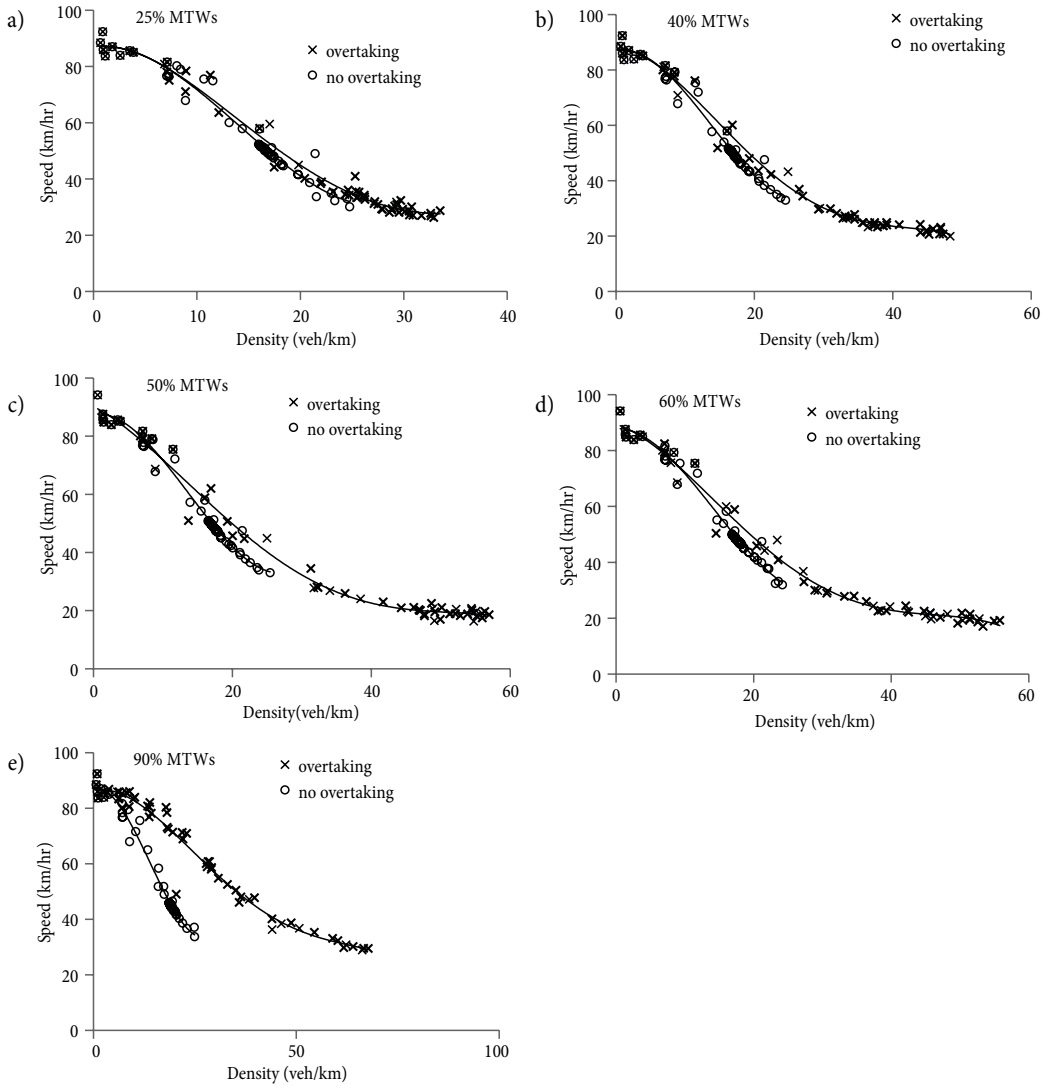 a)
25% MTWs
overtaking
no overtaking
100
80
60
40
20
0
Speed (km/hr)
0 10 20 30 40
Density (veh/km)
b)
40% MTWs
overtaking
no overtaking
100
80
60
40
20
0
Speed (km/hr)
0 20 40 60
Density (veh/km)
c)
50% MTWs
overtaking
no overtaking
100
80
60
40
20
0
Speed (km/hr)
0 20 40 60
Density(veh/km)
d)
60% MTWs
overtaking
no overtaking
100
80
60
40
20
0
Speed (km/hr)
0 20 40 60
Density (veh/km)
e)
90% MTWs
overtaking
no overtaking
100
80
60
40
20
0
Speed (km/hr)
0 50 100
Density (veh/km)